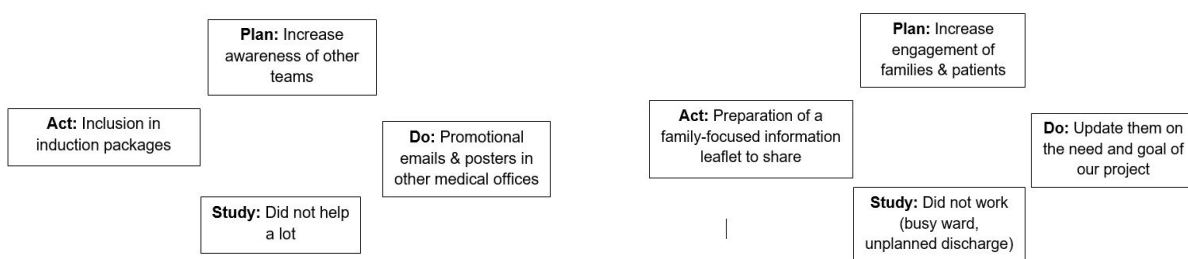 Plan: Increase
awareness of other
teams
Act: Inclusion in
induction packages
Do: Promotional
emails & posters in
other medical offices
Study: Did not help
a lot
Plan: Increase
engagement of
families & patients
Act: Preparation of a
family-focused information
leaflet to share
Do: Update them on
the need and goal of
our project
Study: Did not work
(busy ward,
unplanned discharge)